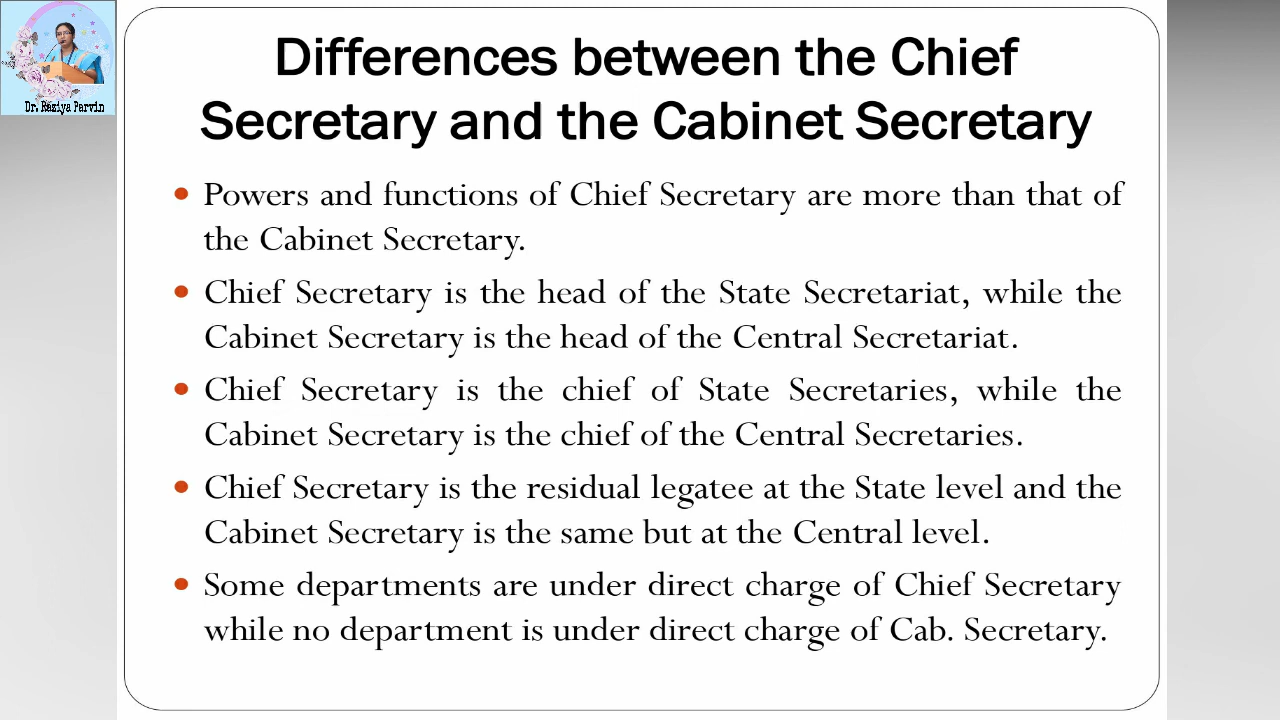 Dr. Raziya Parvin
Differences between the Chief
Secretary and the Cabinet Secretary
• Powers and functions of Chief Secretary are more than that of
the Cabinet Secretary.
• Chief Secretary is the head of the State Secretariat, while the
Cabinet Secretary is the head of the Central Secretariat.
• Chief Secretary is the chief of State Secretaries, while the
Cabinet Secretary is the chief of the Central Secretaries.
• Chief Secretary is the residual legatee at the State level and the
Cabinet Secretary is the same but at the Central level.
• Some departments are under direct charge of Chief Secretary
while no department is under direct charge of Cab. Secretary.